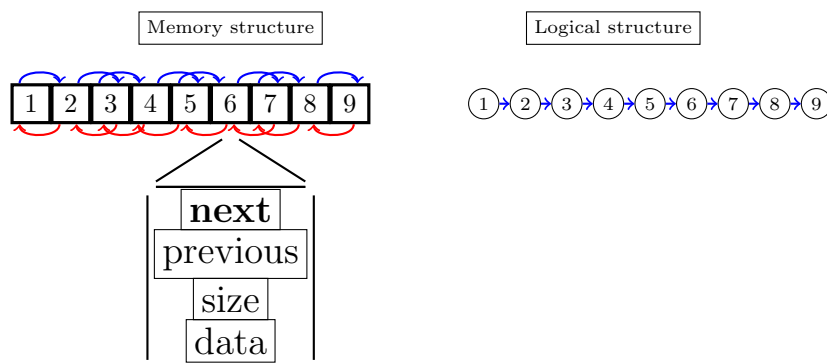 Memory structure
Logical structure
1 2 3 4 5 6 7 8 9
1 2 3 4 5 6 7 8 9
next
previous
size
data